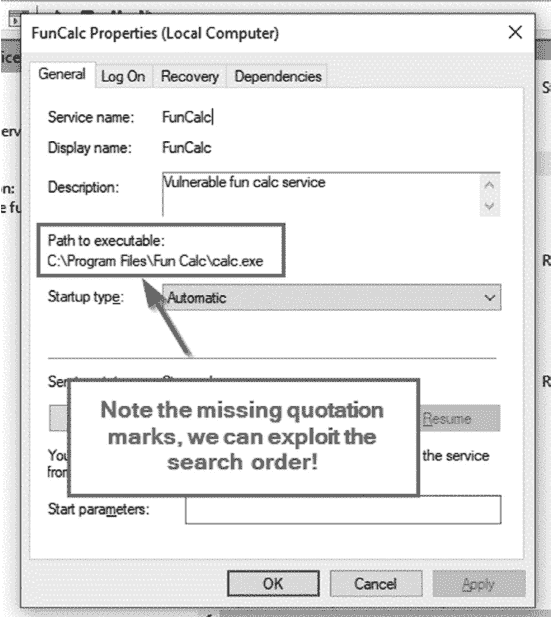 FunCalc Properties (Local Computer)
General Log On Recovery Dependencies
Service name: FunCalc
Display name: FunCalc
Description: Vulnerable fun calc service
Path to executable:
C:\Program Files\Fun Calc\calc.exe
Startup type: Automatic
Note the missing quotation
marks, we can exploit the
search order!
Resume
the service
from
Start parameters:
OK Cancel Apply